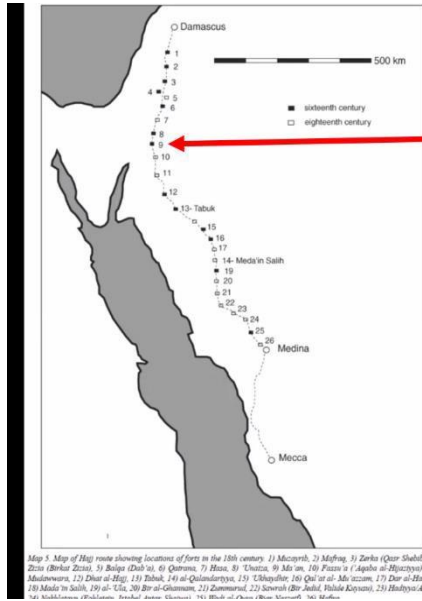 Damascus
1
2
500 km
3
4
5
sixteenth century
6
eighteenth century
7
8
9
10
11
12
13- Tabuk
15
16
17
14- Meda'in Salih
19
20
21
22
23
24
25
26
Medina
Mecca
Map 5. Map of Hajj route showing locations of forts in the 18th century. 1) Muzayrib, 2) Mafraq, 3) Zerka (Qasr Shebib
Zizia (Birkat Zizia), 5) Balqa (Dab'a), 6) Qatrana, 7) Hasa, 8) 'Unaiza, 9) Ma'an, 10) Fassu'a ('Aqaba al-Hijaziyya)
Mudawwara, 12) Dhat al-Hajj, 13) Tabuk, 14) al-Qalandariyya, 15) 'Ukhaydhir, 16) Qal'at al-Mu'azzam, 17) Dar al-Ha
18) Mada'in Salih, 19) al-'Ula, 20) Bir al-Ghannam, 21) Zummurud, 22) Sawrah (Bir Jadid, Valide Kuyusu), 23) Hadiyya
24) Nakhlatayn Istabel Antar, 25) Wadi al-Qura 26) Hafira